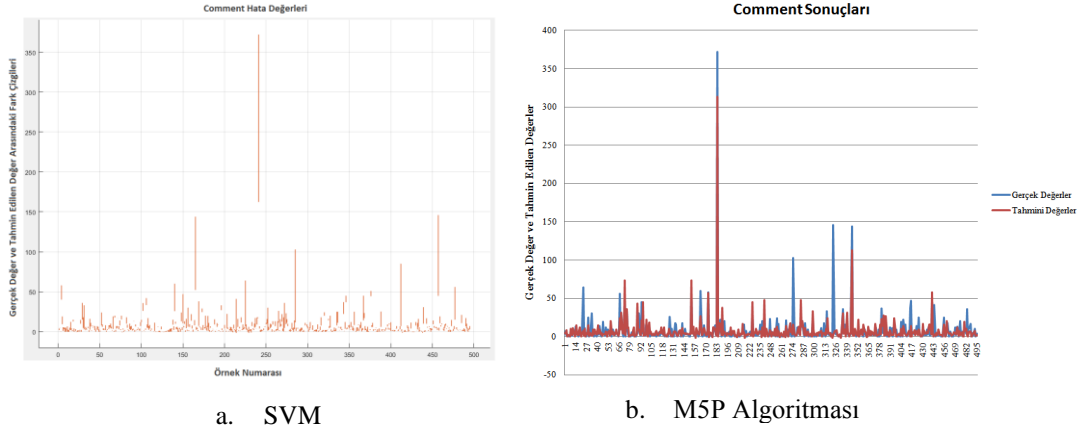 Comment Hata Değerleri
Gerçek Değer ve Tahmin Edilen Değer Arasındaki Fark Çizgileri
350
300
250
200
150
100
50
0
0 50 100 150 200 250 300 350 400 450 500
Örnek Numarası
a. SVM
Comment Sonuçları
Gerçek Değer ve Tahmin Edilen Değerler
400
350
300
250
200
150
100
50
0
-50
1 14 27 40 53 66 79 92 105 118 131 144 157 170 183 196 209 222 235 248 261 274 287 300 313 326 339 352 365 378 391 404 417 430 443 456 469 482 495
Gerçek Değerler
Tahmini Değerler
b. M5P Algoritması